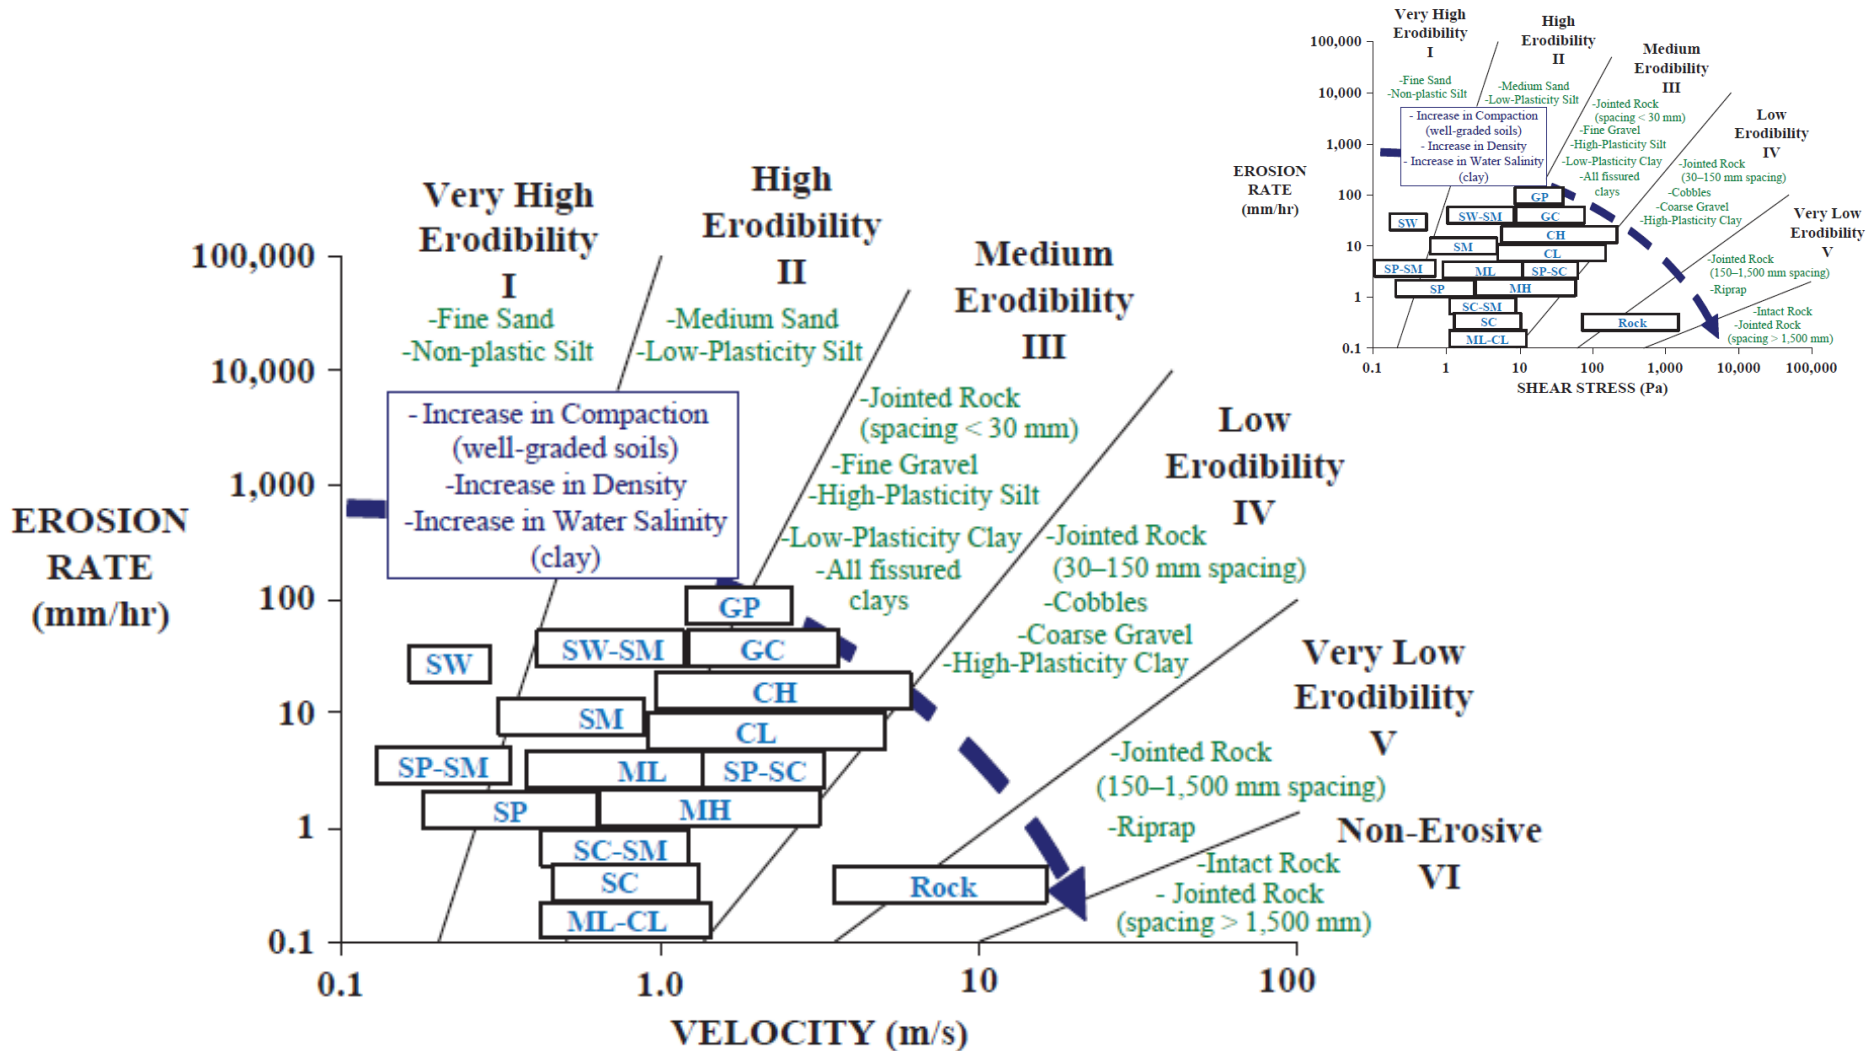 Very High
Erodibility
I
-Fine Sand
-Non-plastic Silt
High
Erodibility
II
-Medium Sand
-Low-Plasticity Silt
Medium
Erodibility
III
-Jointed Rock
(spacing < 30 mm)
-Fine Gravel
-High-Plasticity Silt
-Low-Plasticity Clay
-All fissured
clays
Low
Erodibility
IV
-Jointed Rock
(30–150 mm spacing)
-Cobbles
-Coarse Gravel
-High-Plasticity Clay
Very Low
Erodibility
V
-Jointed Rock
(150–1,500 mm spacing)
-Riprap
Non-Erosive
VI
-Intact Rock
- Jointed Rock
(spacing > 1,500 mm)
- Increase in Compaction
(well-graded soils)
-Increase in Density
-Increase in Water Salinity
(clay)
EROSION
RATE
(mm/hr)
100,000
10,000
1,000
100
10
1
0.1
GP
SW
SW-SM
GC
CH
SM
CL
SP-SM
ML
SP-SC
SP
MH
SC-SM
SC
Rock
ML-CL
0.1
1.0
10
100
VELOCITY (m/s)
Very High
Erodibility
I
-Fine Sand
-Non-plastic Silt
High
Erodibility
II
-Medium Sand
-Low-Plasticity Silt
Medium
Erodibility
III
-Jointed Rock
(spacing < 30 mm)
-Fine Gravel
-High-Plasticity Silt
-Low-Plasticity Clay
-All fissured
clays
Low
Erodibility
IV
-Jointed Rock
(30–150 mm spacing)
-Cobbles
-Coarse Gravel
-High-Plasticity Clay
Very Low
Erodibility
V
-Jointed Rock
(150–1,500 mm spacing)
-Riprap
-Intact Rock
-Jointed Rock
(spacing > 1,500 mm)
- Increase in Compaction
(well-graded soils)
- Increase in Density
- Increase in Water Salinity
(clay)
EROSION
RATE
(mm/hr)
100,000
10,000
1,000
100
10
1
0.1
GP
SW
SW-SM
GC
CH
SM
CL
SP-SM
ML
SP-SC
SP
MH
SC-SM
SC
Rock
ML-CL
0.1
1
10
100
1,000
10,000
100,000
SHEAR STRESS (Pa)